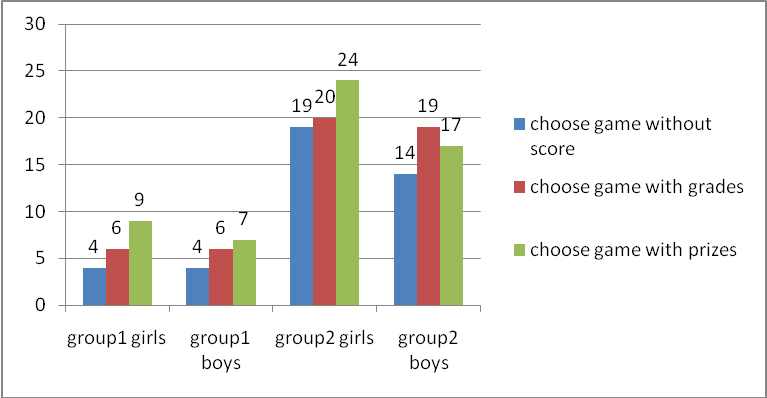 30
25
20
15
10
5
0
4
6
9
4
6
7
19
20
24
14
19
17
group1 girls
group1
boys
group2 girls
group2
boys
choose game without
score
choose game with grades
choose game with prizes